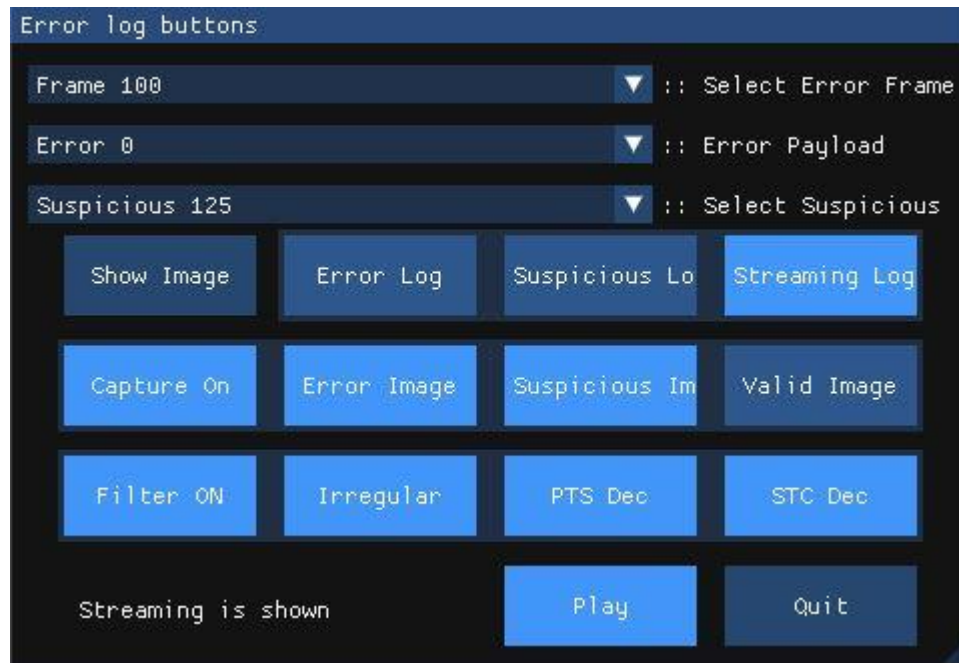 Error log buttons
Frame 100 :: Select Error Frame
Error 0 :: Error Payload
Suspicious 125 :: Select Suspicious
Show Image Error Log Suspicious Lo Streaming Log
Capture On Error Image Suspicious Im Valid Image
Filter ON Irregular PTS Dec STC Dec
Streaming is shown Play Quit